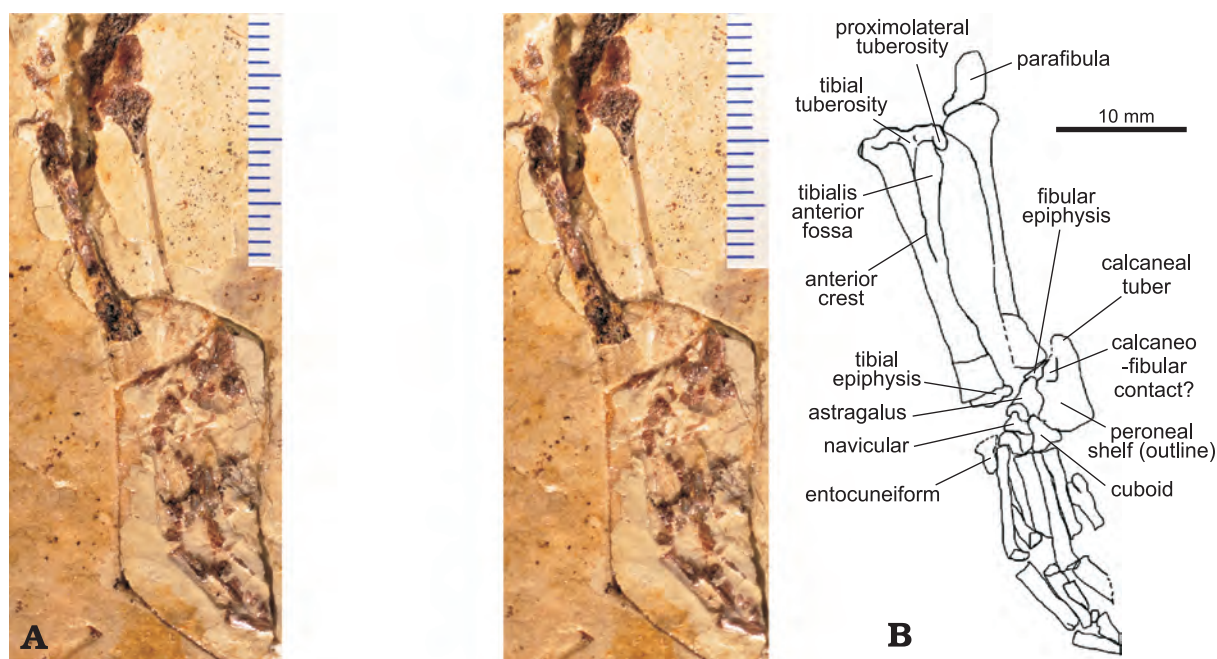 proximolateral
tuberosity
parafibula
tibial
tuberosity
10 mm
tibialis
anterior
fossa
fibular
epiphysis
calcaneal
tuber
anterior
crest
calcaneo
-fibular
contact?
tibial
epiphysis
astragalus
navicular
peroneal
shelf (outline)
entocuneiform
cuboid
A
B